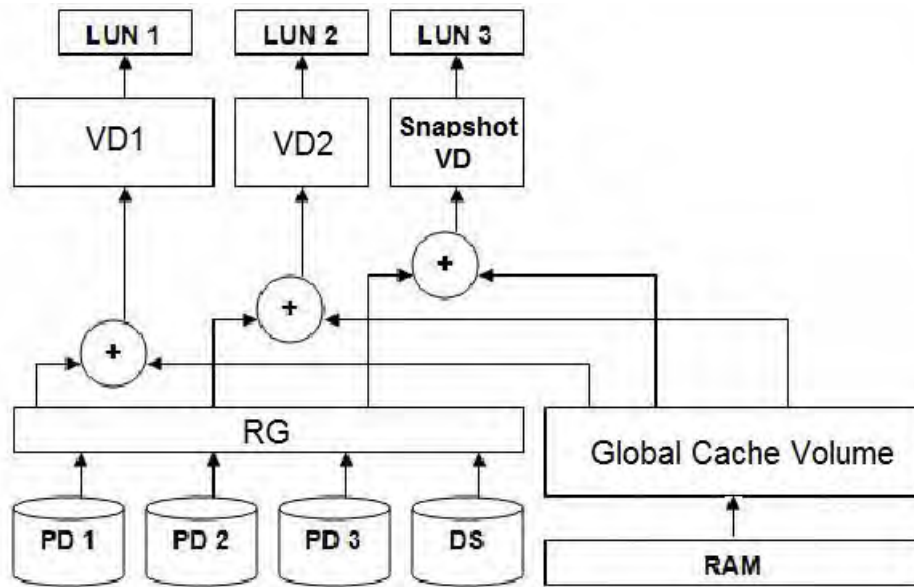 LUN 1
LUN 2
LUN 3
VD1
VD2
Snapshot
VD
+
+
+
RG
Global Cache Volume
PD 1
PD 2
PD 3
DS
RAM